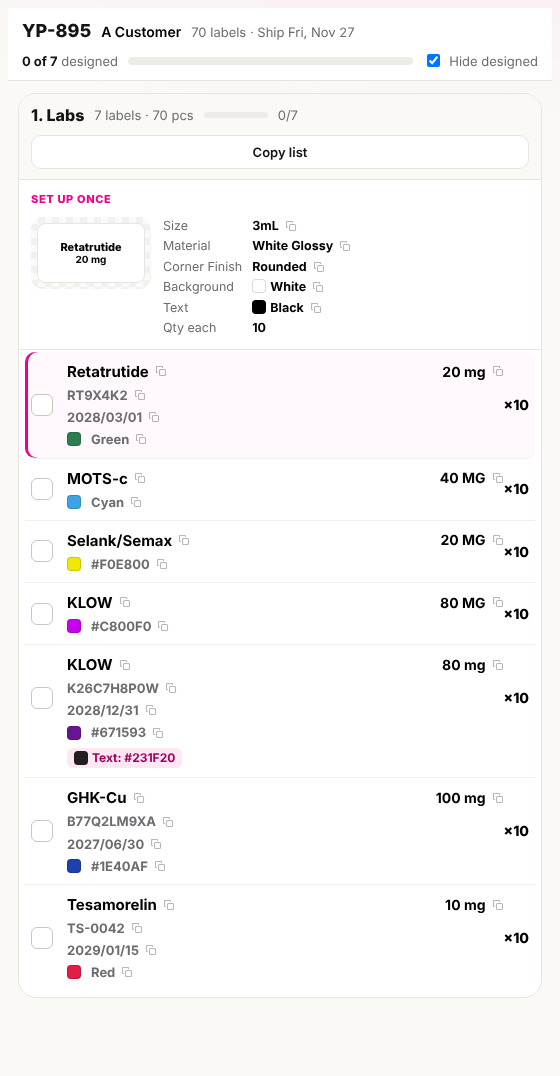 YP-895 A Customer 70 labels · Ship Fri, Nov 27
0 of 7 designed Hide designed
1. Labs 7 labels · 70 pcs 0/7
Copy list
SET UP ONCE
Retatrutide
20 mg
Size 3mL
Material White Glossy
Corner Finish Rounded
Background White
Text Black
Qty each 10
Retatrutide 20 mg
RT9X4K2
×10
2028/03/01
Green
MOTS-c 40 MG
×10
Cyan
Selank/Semax 20 MG
×10
#F0E800
KLOW 80 MG
×10
#C800F0
KLOW 80 mg
K26C7H8P0W
×10
2028/12/31
#671593
Text: #231F20
GHK-Cu 100 mg
B77Q2LM9XA
×10
2027/06/30
#1E40AF
Tesamorelin 10 mg
TS-0042
×10
2029/01/15
Red